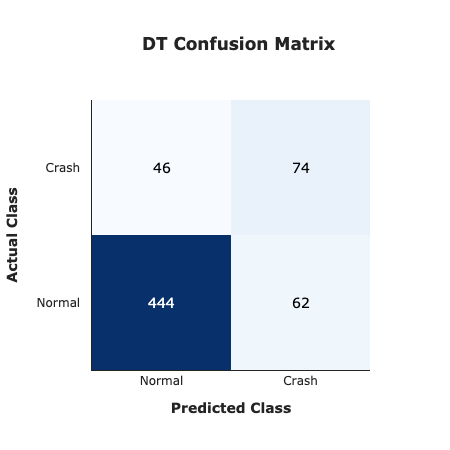 DT Confusion Matrix
Actual Class
Crash
46
74
Normal
444
62
Normal
Crash
Predicted Class